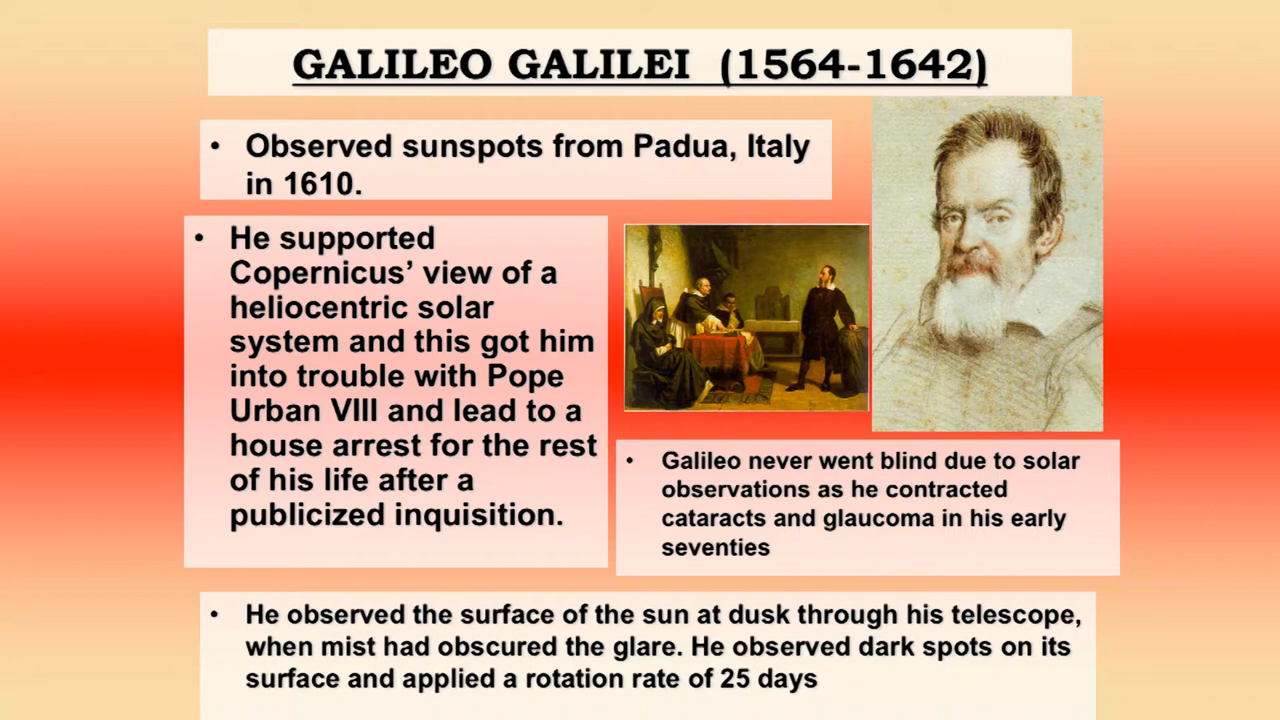 GALILEO GALILEI (1564-1642)
• Observed sunspots from Padua, Italy
in 1610.
• He supported
Copernicus’ view of a
heliocentric solar
system and this got him
into trouble with Pope
Urban VIII and lead to a
house arrest for the rest
of his life after a
publicized inquisition.
• Galileo never went blind due to solar
observations as he contracted
cataracts and glaucoma in his early
seventies
• He observed the surface of the sun at dusk through his telescope,
when mist had obscured the glare. He observed dark spots on its
surface and applied a rotation rate of 25 days